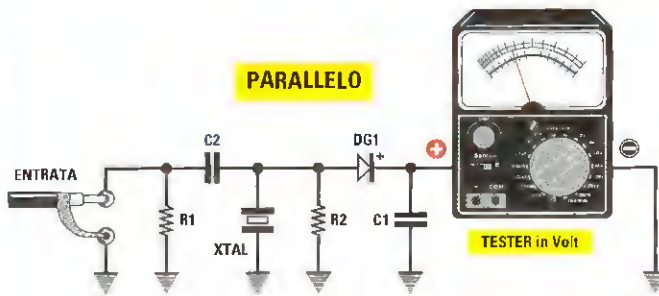 PARALLELO
C2
DG1
+
+
−
ENTRATA
R1
XTAL
R2
C1
TESTER in Volt